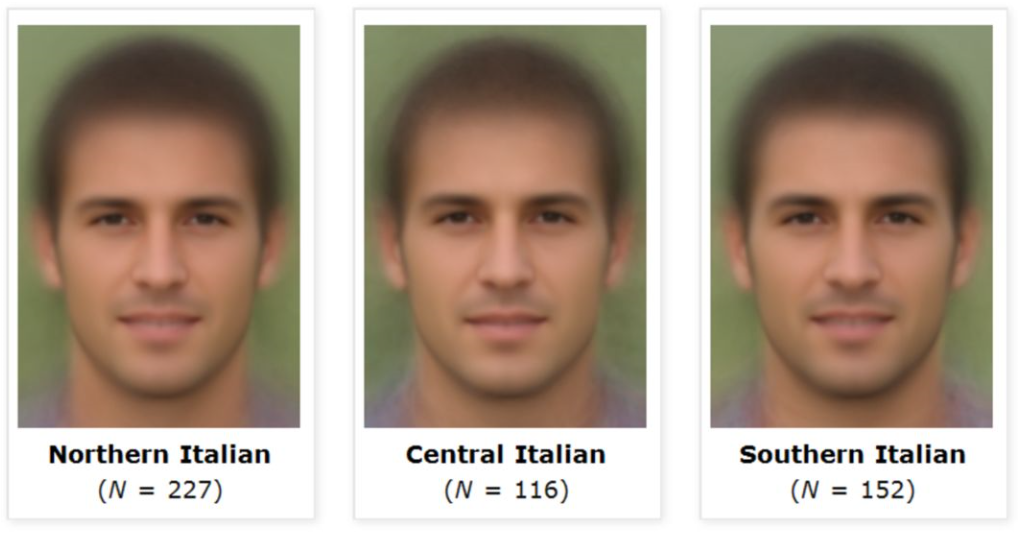 Northern Italian
(N = 227)
Central Italian
(N = 116)
Southern Italian
(N = 152)